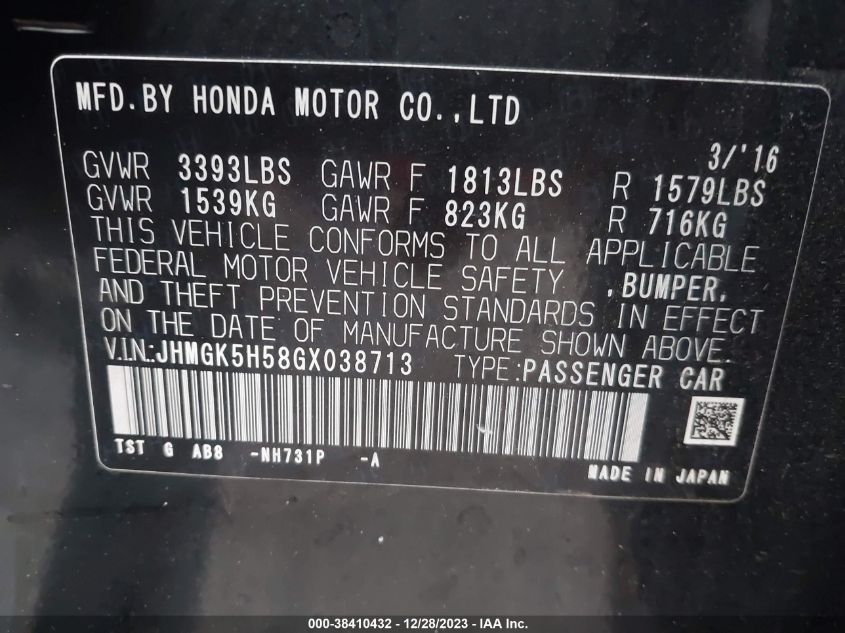 MFD.BY HONDA MOTOR CO.,LTD
3/'16
GVWR 3393LBS GAWR F 1813LBS R 1579LBS
GVWR 1539KG GAWR F 823KG R 716KG
THIS VEHICLE CONFORMS TO ALL APPLICABLE
FEDERAL MOTOR VEHICLE SAFETY ,BUMPER,
AND THEFT PREVENTION STANDARDS IN EFFECT
ON THE DATE OF MANUFACTURE SHOWN ABOVE.
V.IN:JHMGK5H58GX038713 TYPE:PASSENGER CAR
TST G AB8 -NH731P -A
MADE IN JAPAN
000-38410432 - 12/28/2023 - IAA Inc.